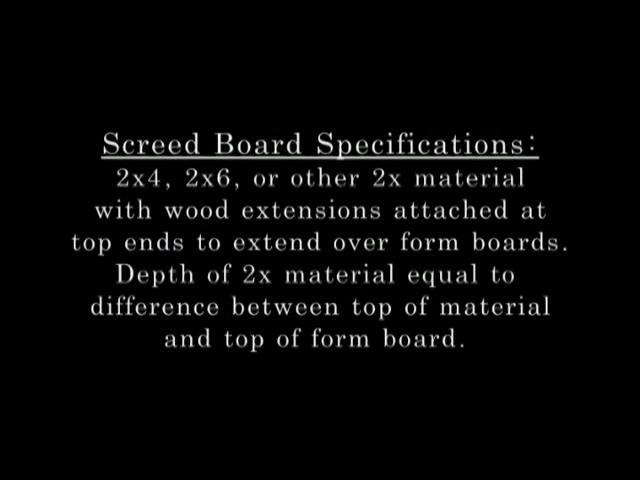 Screed Board Specifications:
2x4, 2x6, or other 2x material
with wood extensions attached at
top ends to extend over form boards.
Depth of 2x material equal to
difference between top of material
and top of form board.